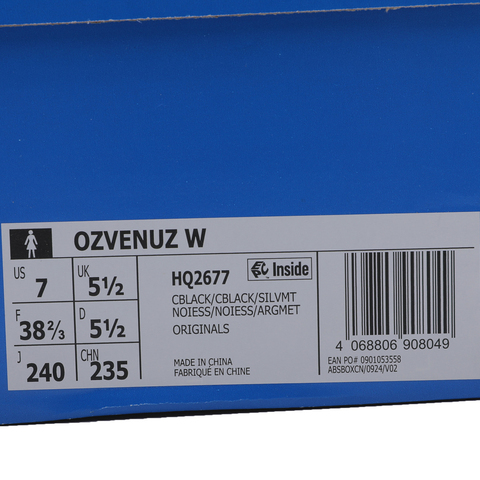 OZVENUZ W
US 7 UK 5½
F 38⅔ D 5½
J 240 CHN 235
HQ2677
Inside
CBLACK/CBLACK/SILVMT
NOIESS/NOIESS/ARGMET
ORIGINALS
MADE IN CHINA
FABRIQUÉ EN CHINE
4 068806 908049
EAN PO# 0901053558
ABSBOXCN/0924/V02